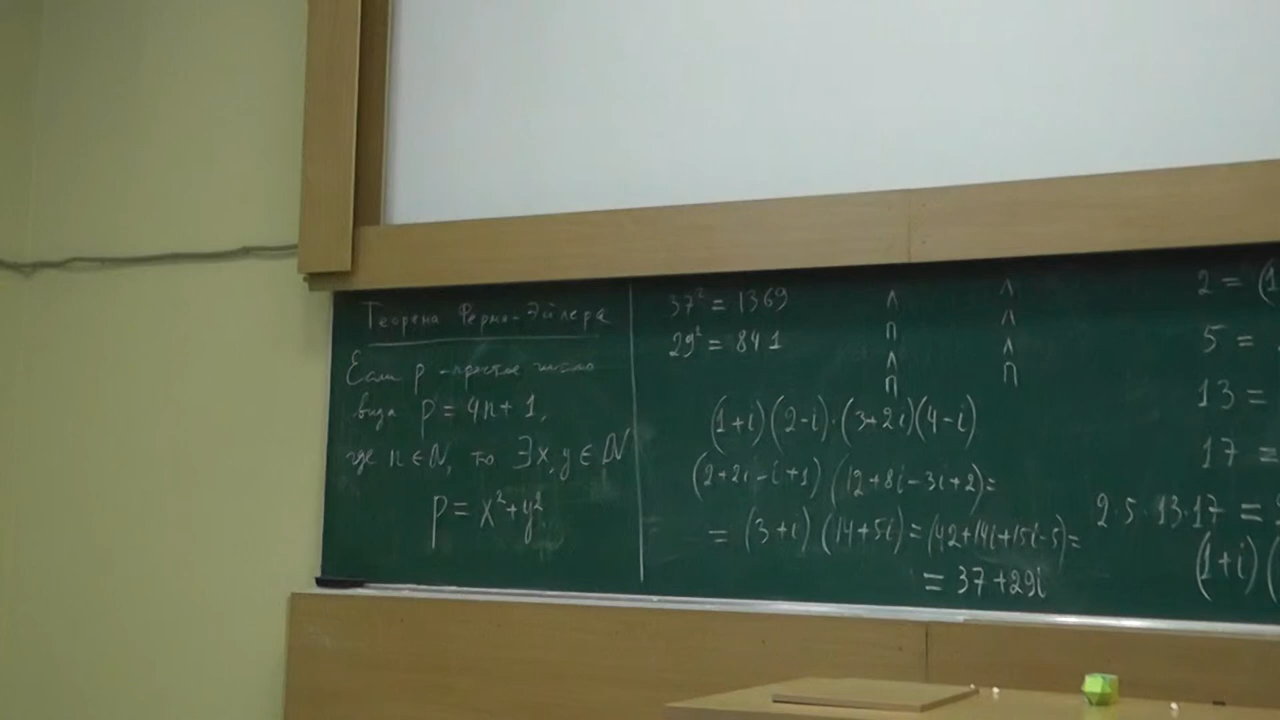 Теорема Ферма-Эйлера
Если p - простое число
вида p = 4n + 1,
где n ∈ N, то ∃ x, y ∈ N
p = x² + y²
37² = 1369
29² = 841
(1+i)(2-i)·(3+2i)(4-i)
(2+2i-i+1)(12+8i-3i+2)=
= (3+i)(14+5i) = (42+14i+15i-5)=
= 37+29i
2 = (1
5 =
13 =
17 =
2·5·13·17 =
(1+i)(